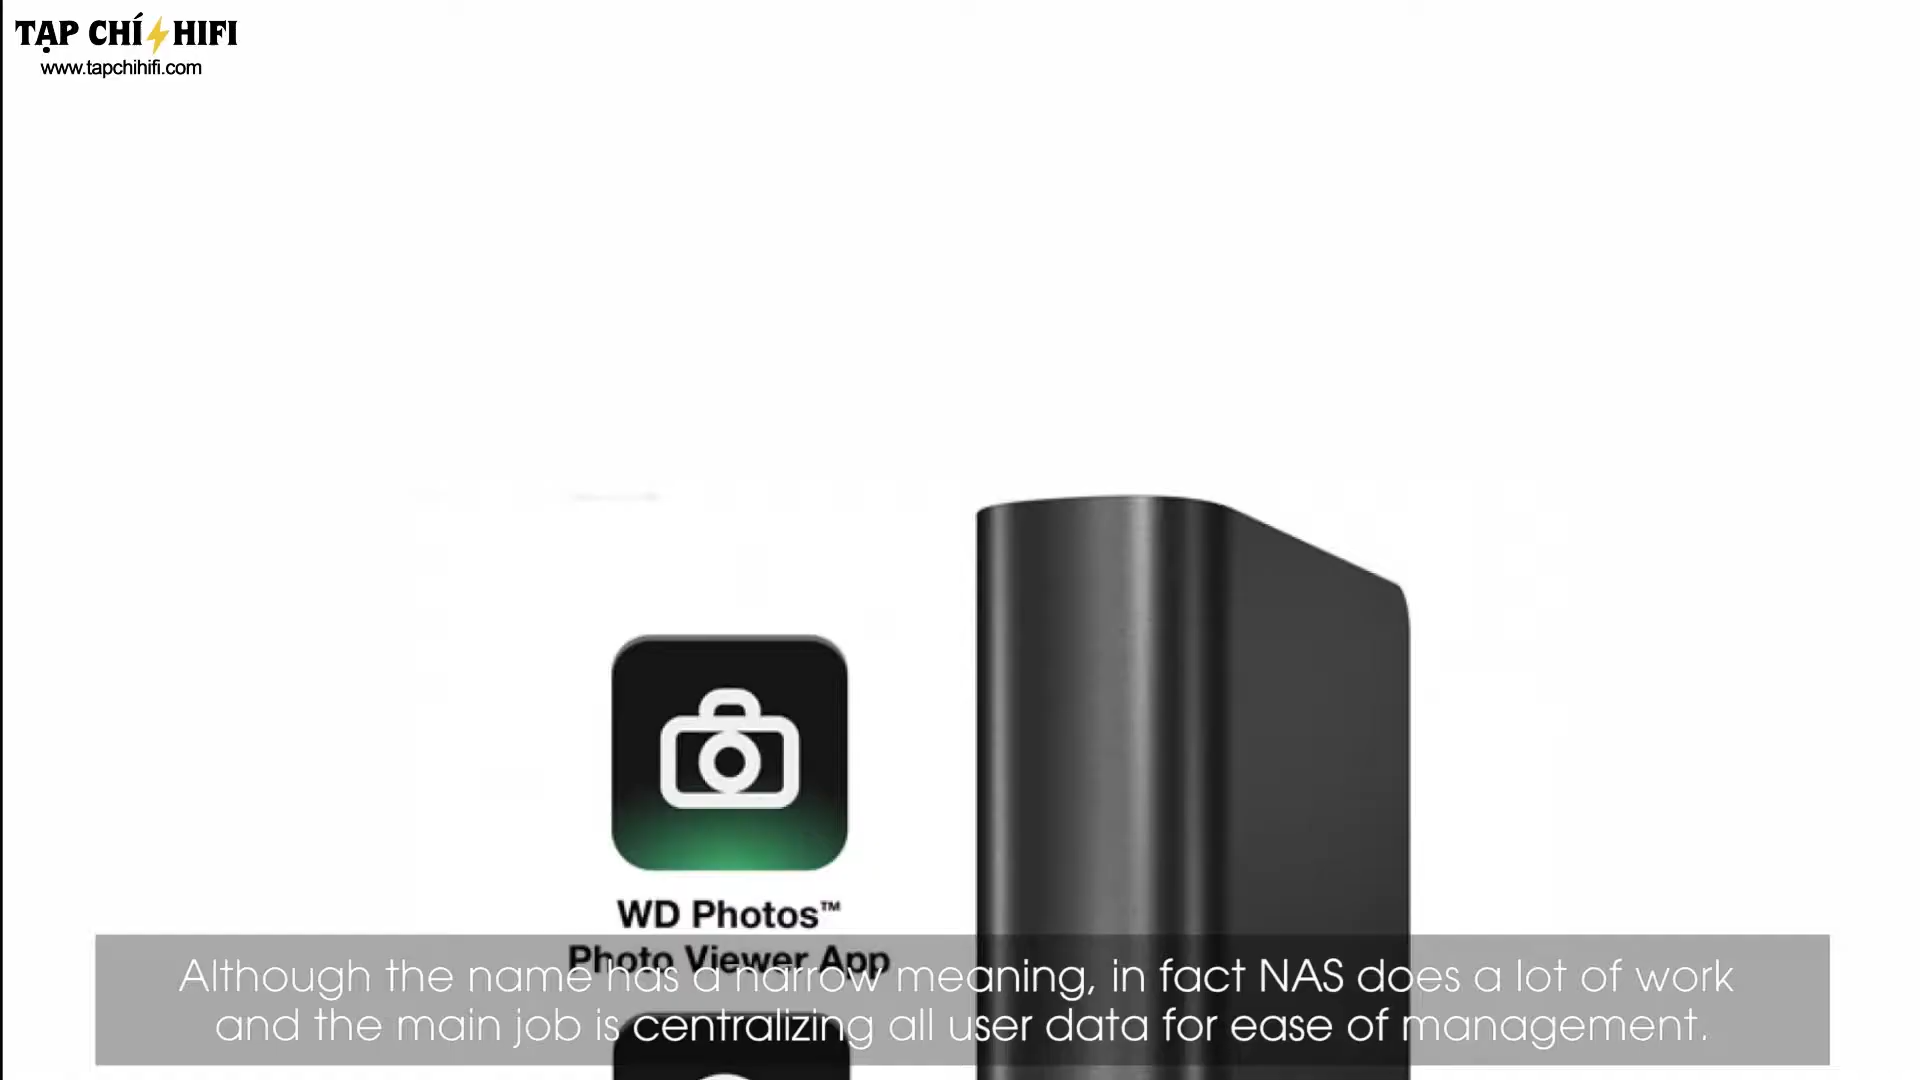 TẠP CHÍ HIFI
www.tapchihifi.com
WD Photos™
Photo Viewer App
Although the name has a narrow meaning, in fact NAS does a lot of work
and the main job is centralizing all user data for ease of management.